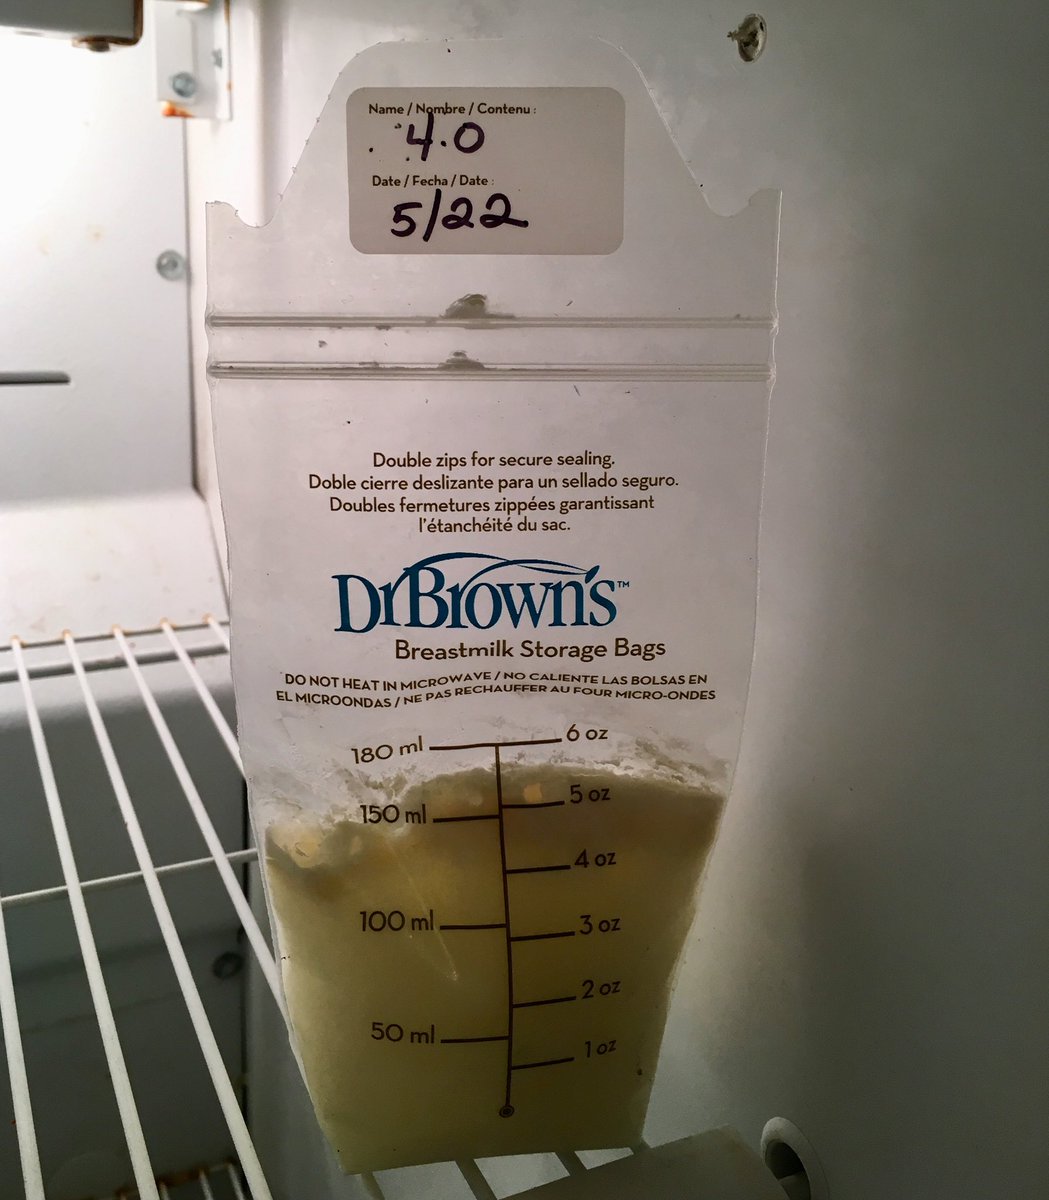 Name / Nombre / Contenu :
4.0
Date / Fecha / Date :
5/22
Double zips for secure sealing.
Doble cierre deslizante para un sellado seguro.
Doubles fermetures zippées garantissant
l'étanchéité du sac.
DrBrown's™
Breastmilk Storage Bags
DO NOT HEAT IN MICROWAVE / NO CALIENTE LAS BOLSAS EN
EL MICROONDAS / NE PAS RECHAUFFER AU FOUR MICRO-ONDES
180 ml 6 oz
150 ml 5 oz
4 oz
100 ml 3 oz
2 oz
50 ml
1 oz